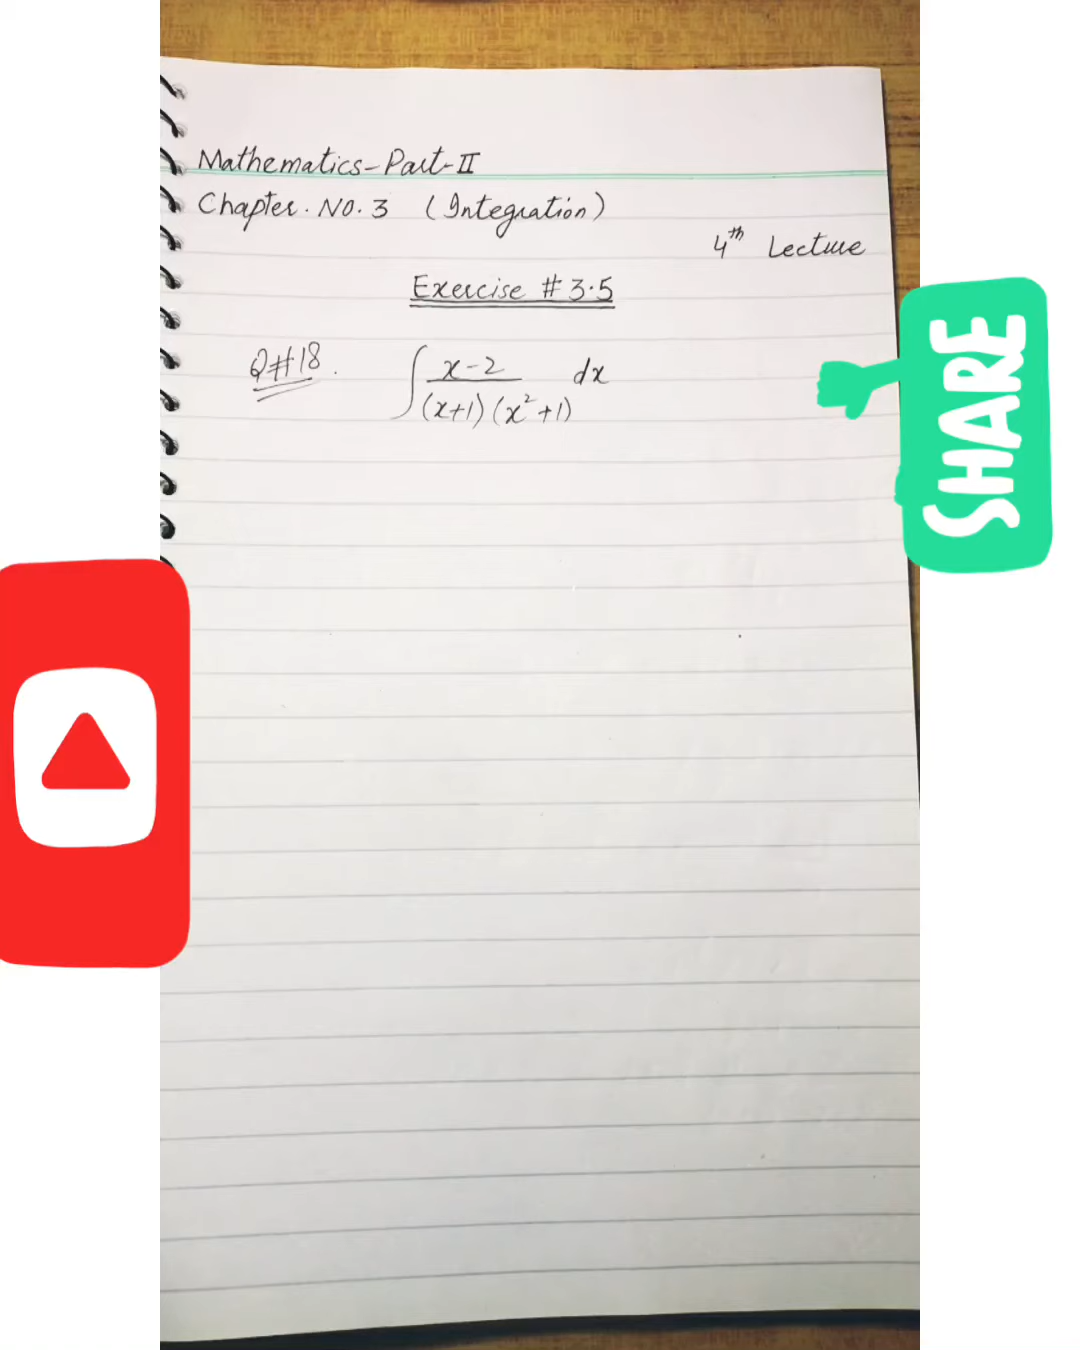 Mathematics-Part-II
Chapter. NO. 3 (Integration)
4th Lecture
Exercise # 3.5
Q#18. ∫ x-2 / (x+1)(x²+1) dx
SHARE